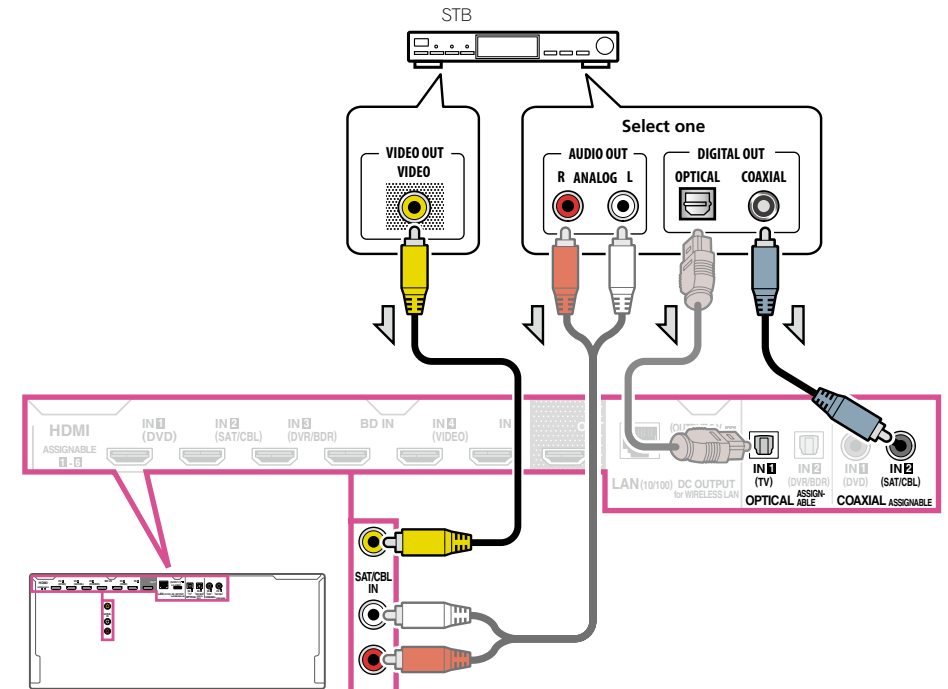 STB
Select one
VIDEO OUT
VIDEO
AUDIO OUT
R ANALOG L
DIGITAL OUT
OPTICAL COAXIAL
HDMI
ASSIGNABLE
1-6
IN 1
(DVD)
IN 2
(SAT/CBL)
IN 3
(DVR/BDR)
BD IN
IN 4
(VIDEO)
IN
LAN (10/100)
DC OUTPUT
for WIRELESS LAN
IN 1
(TV)
IN 2
(DVR/BDR)
OPTICAL ASSIGN-
ABLE
IN 1
(DVD)
IN 2
(SAT/CBL)
COAXIAL ASSIGNABLE
SAT/CBL
IN